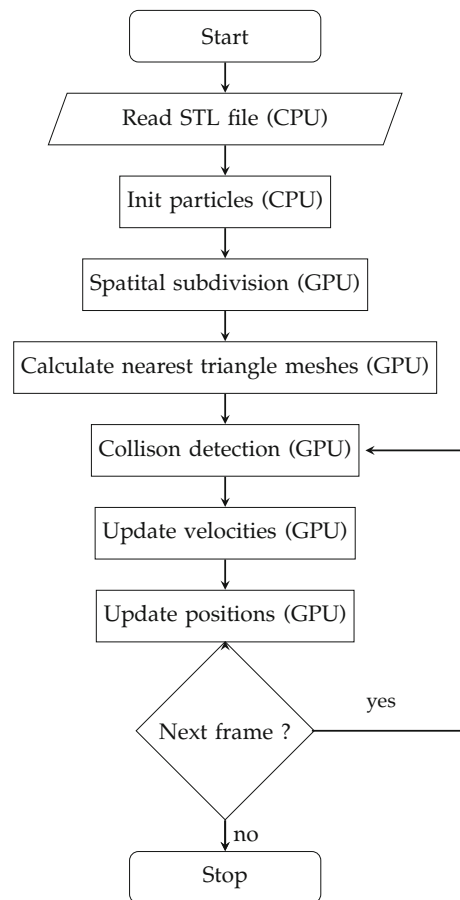 Start
Read STL file (CPU)
Init particles (CPU)
Spatital subdivision (GPU)
Calculate nearest triangle meshes (GPU)
Collison detection (GPU)
Update velocities (GPU)
Update positions (GPU)
yes
Next frame ?
no
Stop